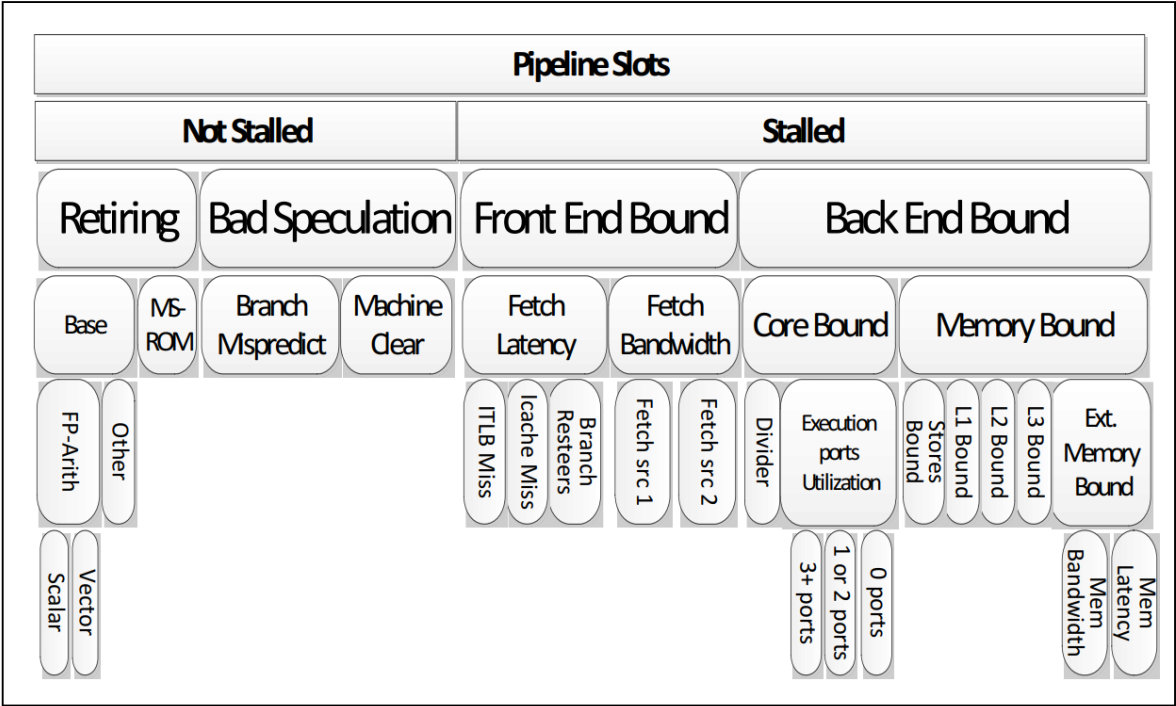 Pipeline Slots
Not Stalled
Stalled
Retiring
Bad Speculation
Front End Bound
Back End Bound
Base
MS-
ROM
Branch
Mispredict
Machine
Clear
Fetch
Latency
Fetch
Bandwidth
Core Bound
Memory Bound
FP-Arith
Other
ITLB Miss
Icache Miss
Branch
Resteers
Fetch src 1
Fetch src 2
Divider
Execution
ports
Utilization
Stores
Bound
L1 Bound
L2 Bound
L3 Bound
Ext.
Memory
Bound
Scalar
Vector
3+ ports
1 or 2 ports
0 ports
Mem
Bandwidth
Mem
Latency